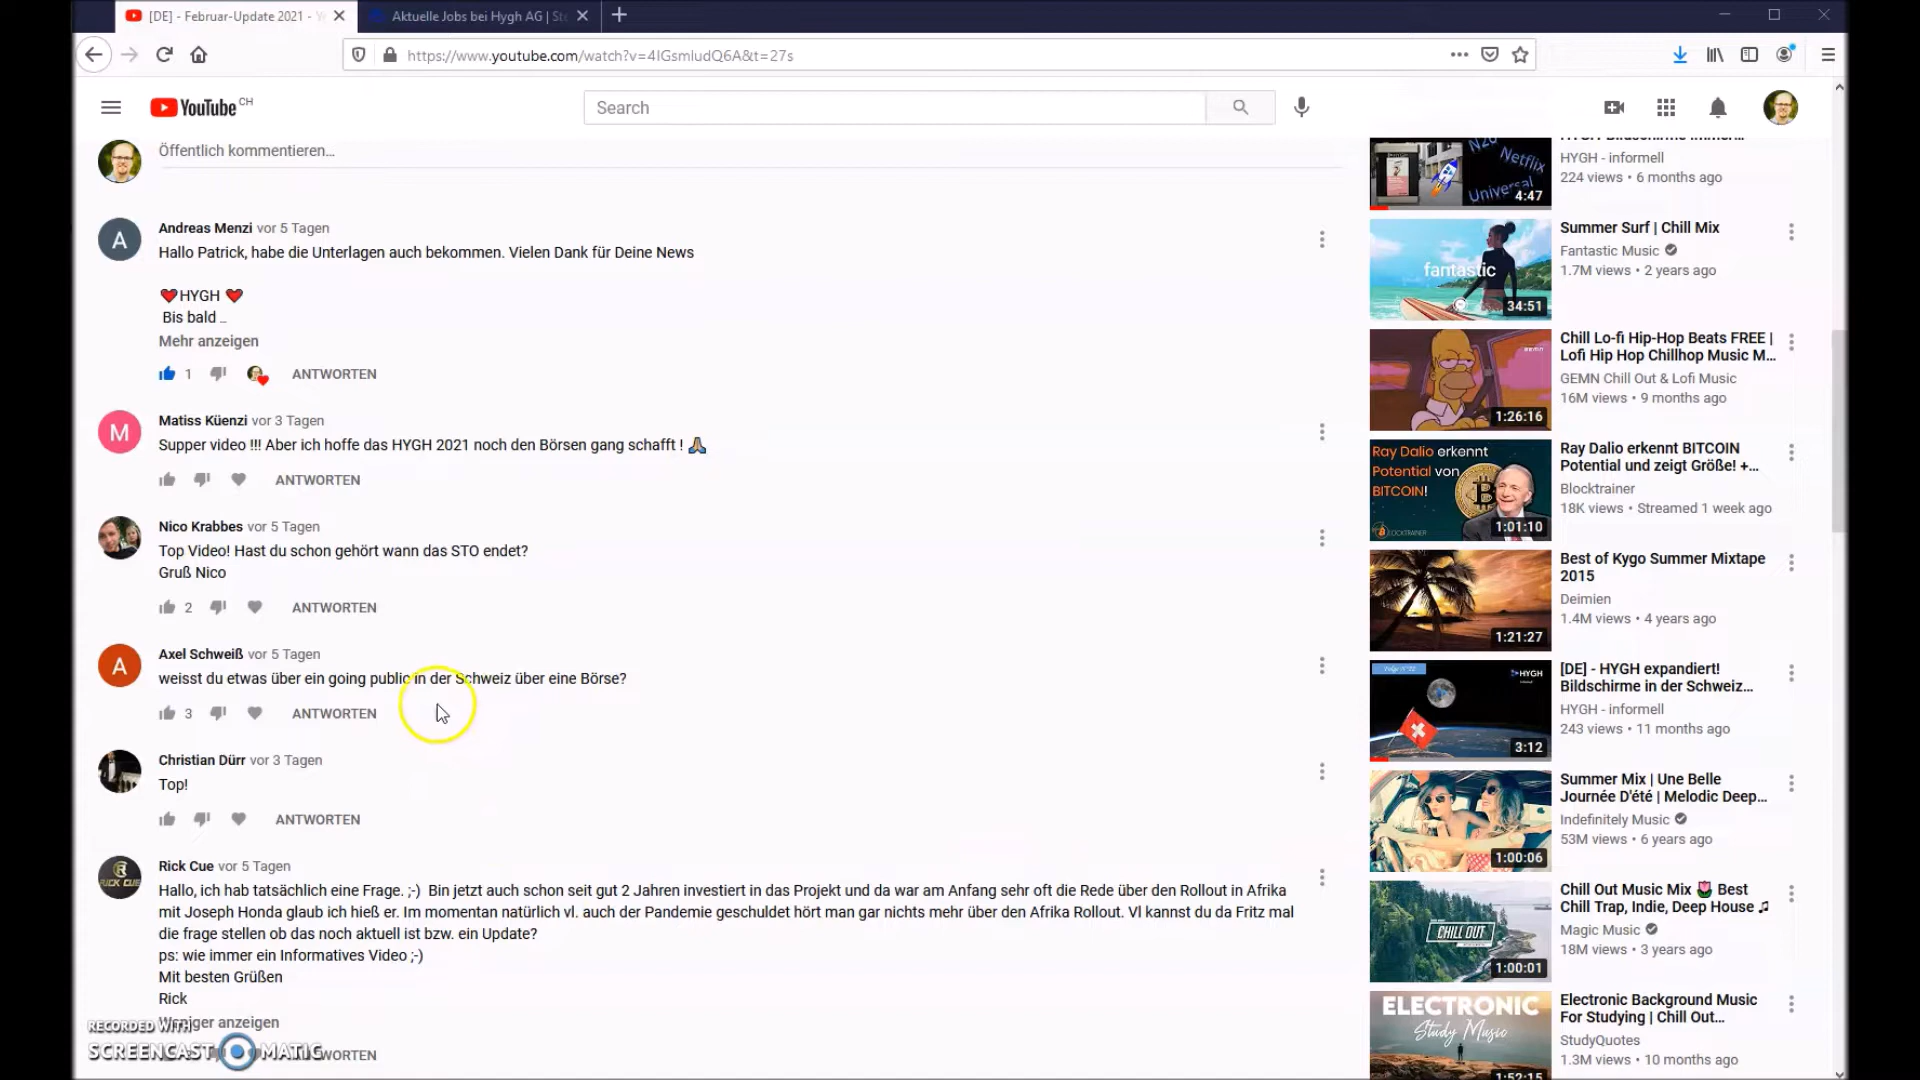 [DE] - Februar-Update 2021 -
Aktuelle Jobs bei Hygh AG |
https://www.youtube.com/watch?v=4IGsmludQ6A&t=27s
YouTube CH
Search
Öffentlich kommentieren...
Andreas Menzi vor 5 Tagen
Hallo Patrick, habe die Unterlagen auch bekommen. Vielen Dank für Deine News
❤️HYGH ❤️
Bis bald ..
Mehr anzeigen
1 ANTWORTEN
Matiss Küenzi vor 3 Tagen
Supper video !!! Aber ich hoffe das HYGH 2021 noch den Börsen gang schafft ! 🙏
ANTWORTEN
Nico Krabbes vor 5 Tagen
Top Video! Hast du schon gehört wann das STO endet?
Gruß Nico
2 ANTWORTEN
Axel Schweiß vor 5 Tagen
weisst du etwas über ein going public in der Schweiz über eine Börse?
3 ANTWORTEN
Christian Dürr vor 3 Tagen
Top!
ANTWORTEN
Rick Cue vor 5 Tagen
Hallo, ich hab tatsächlich eine Frage. ;-) Bin jetzt auch schon seit gut 2 Jahren investiert in das Projekt und da war am Anfang sehr oft die Rede über den Rollout in Afrika
mit Joseph Honda glaub ich hieß er. Im momentan natürlich vl. auch der Pandemie geschuldet hört man gar nichts mehr über den Afrika Rollout. Vl kannst du da Fritz mal
die frage stellen ob das noch aktuell ist bzw. ein Update?
ps: wie immer ein Informatives Video ;-)
Mit besten Grüßen
Rick
Weniger anzeigen
ANTWORTEN
RECORDED WITH
SCREENCAST MATIC
Netflix
Universal
4:47
HYGH - informell
224 views • 6 months ago
fantastic
34:51
Summer Surf | Chill Mix
Fantastic Music
1.7M views • 2 years ago
1:26:16
Chill Lo-fi Hip-Hop Beats FREE |
Lofi Hip Hop Chillhop Music M...
GEMN Chill Out & Lofi Music
16M views • 9 months ago
Ray Dalio erkennt
Potential von
BITCOIN!
1:01:10
Ray Dalio erkennt BITCOIN
Potential und zeigt Größe! +...
Blocktrainer
18K views • Streamed 1 week ago
1:21:27
Best of Kygo Summer Mixtape
2015
Deimien
1.4M views • 4 years ago
HYGH
3:12
[DE] - HYGH expandiert!
Bildschirme in der Schweiz...
HYGH - informell
243 views • 11 months ago
1:00:06
Summer Mix | Une Belle
Journée D'été | Melodic Deep...
Indefinitely Music
53M views • 6 years ago
CHILL OUT
1:00:01
Chill Out Music Mix 🌷 Best
Chill Trap, Indie, Deep House ♫
Magic Music
18M views • 3 years ago
ELECTRONIC
Study Music
1:52:15
Electronic Background Music
For Studying | Chill Out...
StudyQuotes
1.3M views • 10 months ago